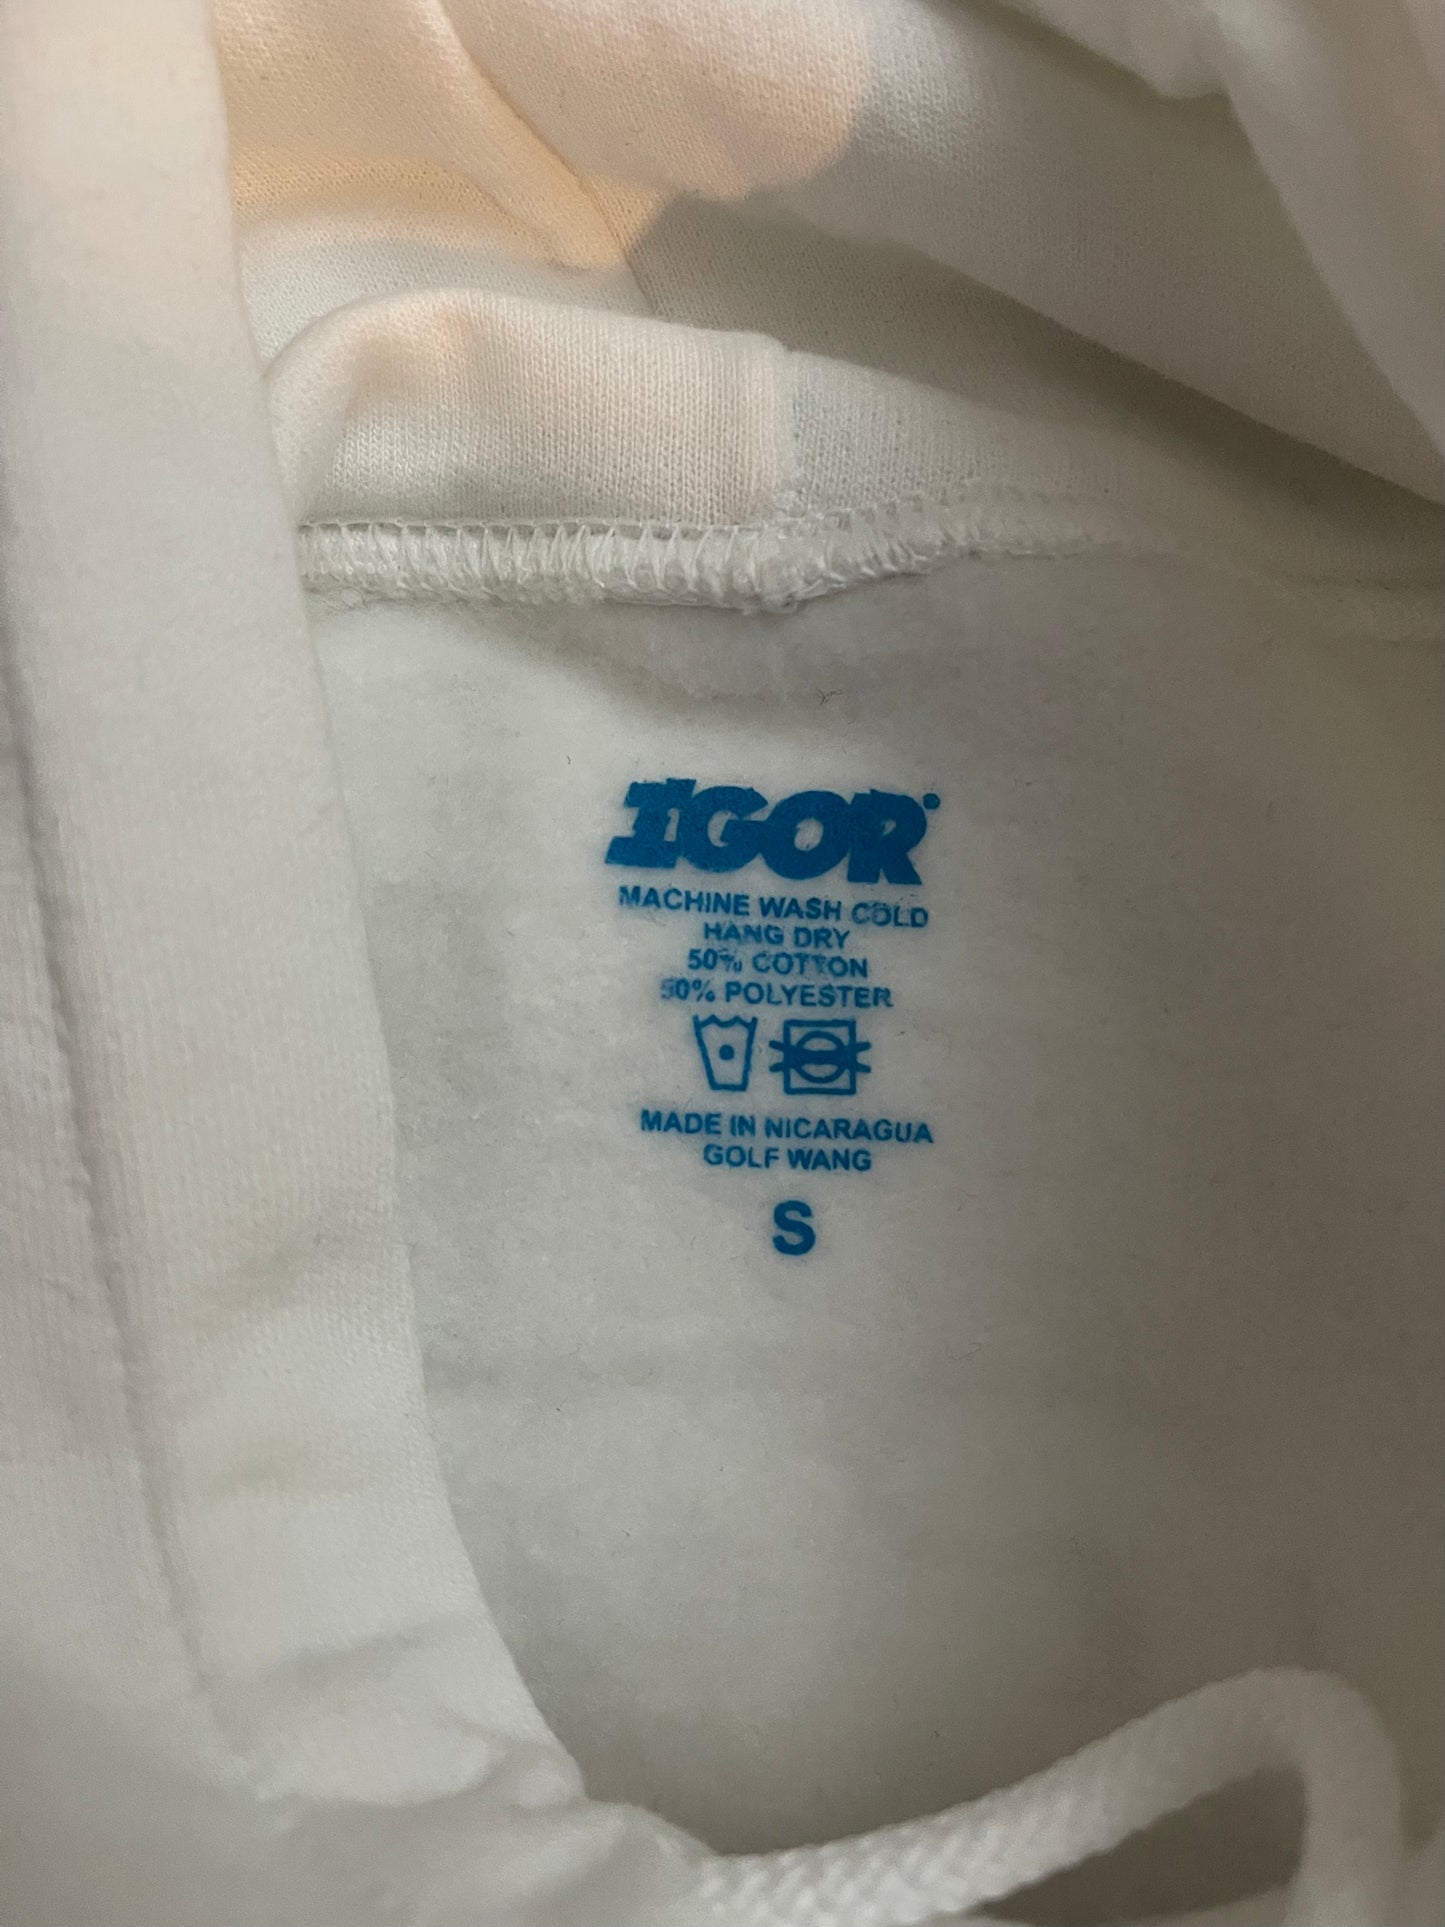 IGOR
MACHINE WASH COLD
HANG DRY
50% COTTON
50% POLYESTER
MADE IN NICARAGUA
GOLF WANG
S